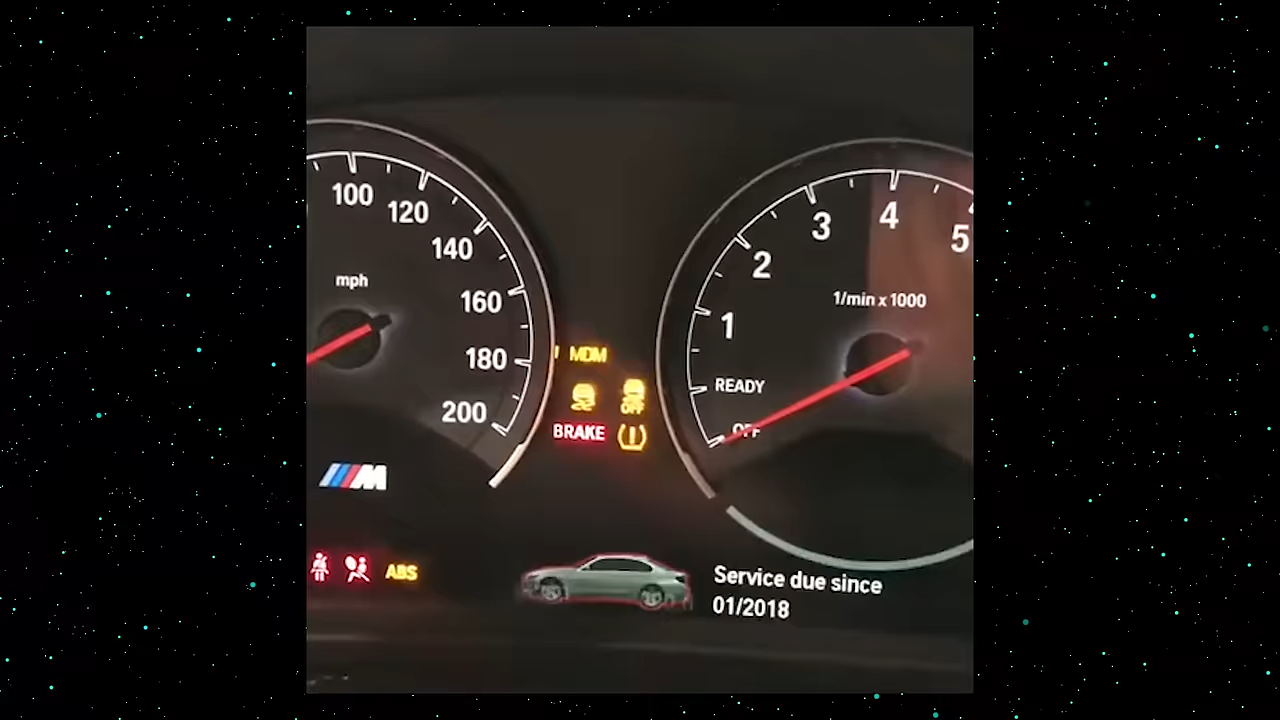 100
120
140
160
180
200
mph
M
MDM
OFF
BRAKE
ABS
1
2
3
4
5
1/min x 1000
READY
OFF
Service due since
01/2018